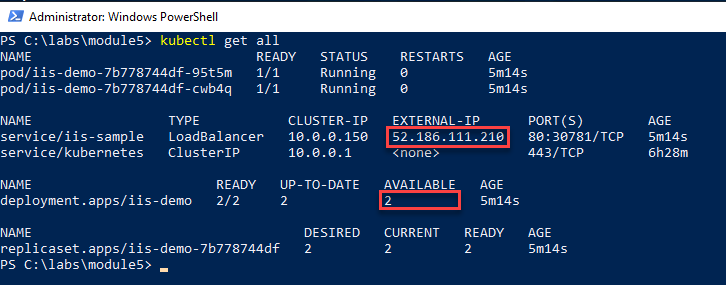 Administrator: Windows PowerShell
PS C:\labs\module5> kubectl get all
NAME READY STATUS RESTARTS AGE
pod/iis-demo-7b778744df-95t5m 1/1 Running 0 5m14s
pod/iis-demo-7b778744df-cwb4q 1/1 Running 0 5m14s
NAME TYPE CLUSTER-IP EXTERNAL-IP PORT(S) AGE
service/iis-sample LoadBalancer 10.0.0.150 52.186.111.210 80:30781/TCP 5m14s
service/kubernetes ClusterIP 10.0.0.1 <none> 443/TCP 6h28m
NAME READY UP-TO-DATE AVAILABLE AGE
deployment.apps/iis-demo 2/2 2 2 5m14s
NAME DESIRED CURRENT READY AGE
replicaset.apps/iis-demo-7b778744df 2 2 2 5m14s
PS C:\labs\module5>